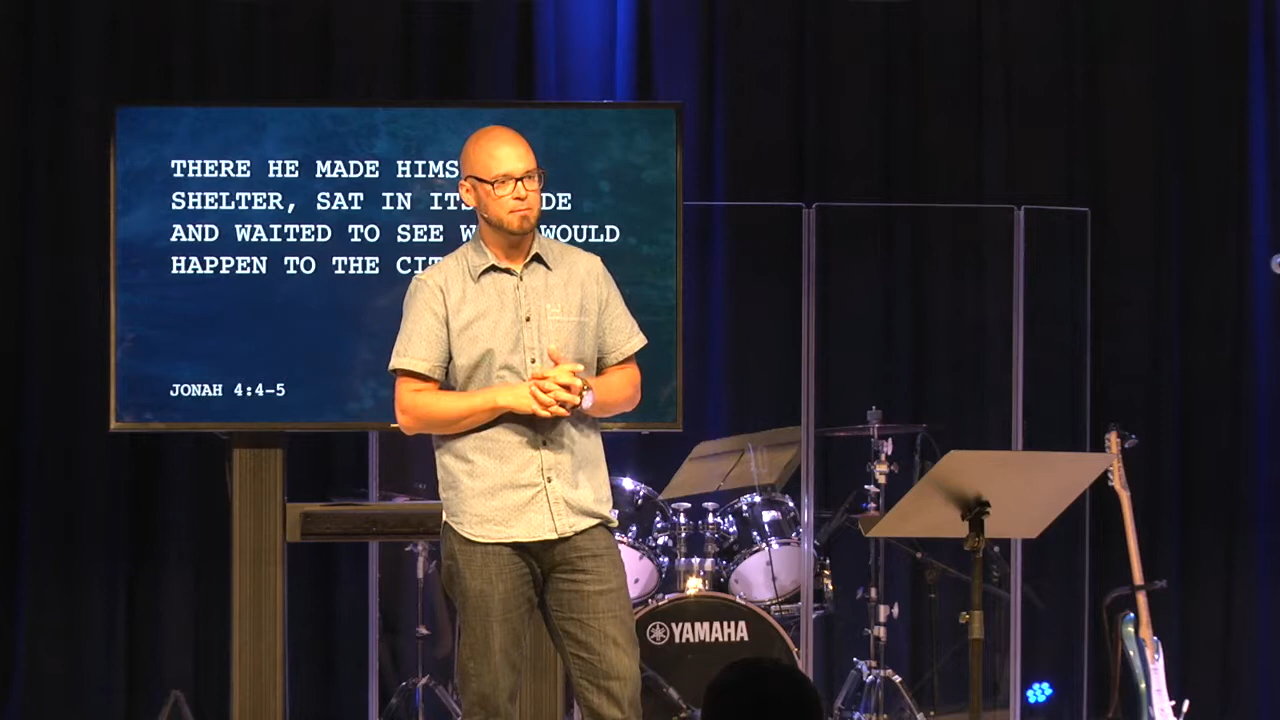 THERE HE MADE HIMS
SHELTER, SAT IN ITS DE
AND WAITED TO SEE W WOULD
HAPPEN TO THE CIT
JONAH 4:4-5
YAMAHA